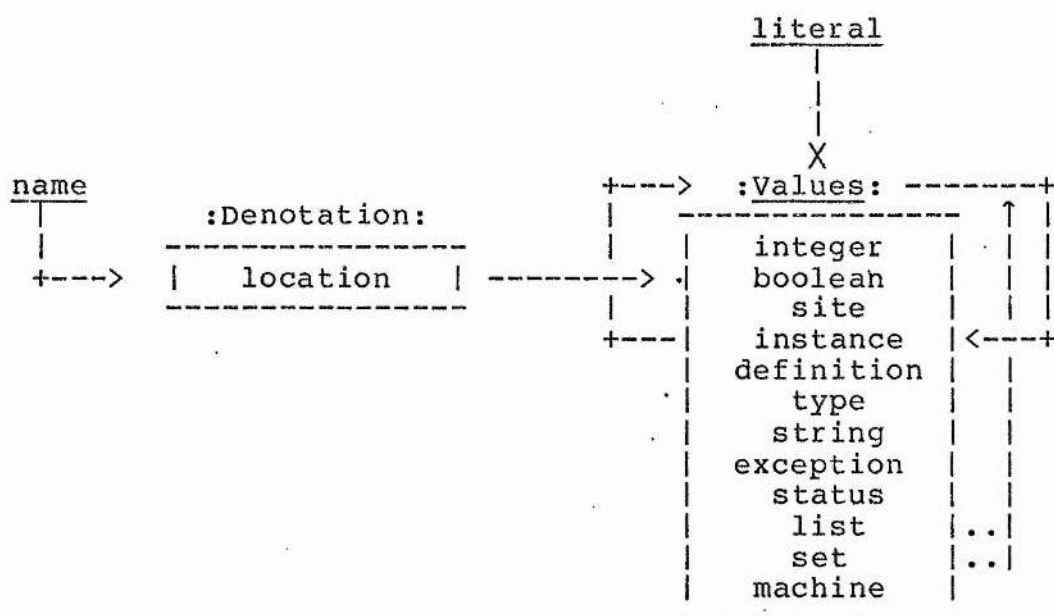 literal
name
:Values:
:Denotation:
integer
location
boolean
site
instance
definition
type
string
exception
status
list
set
machine